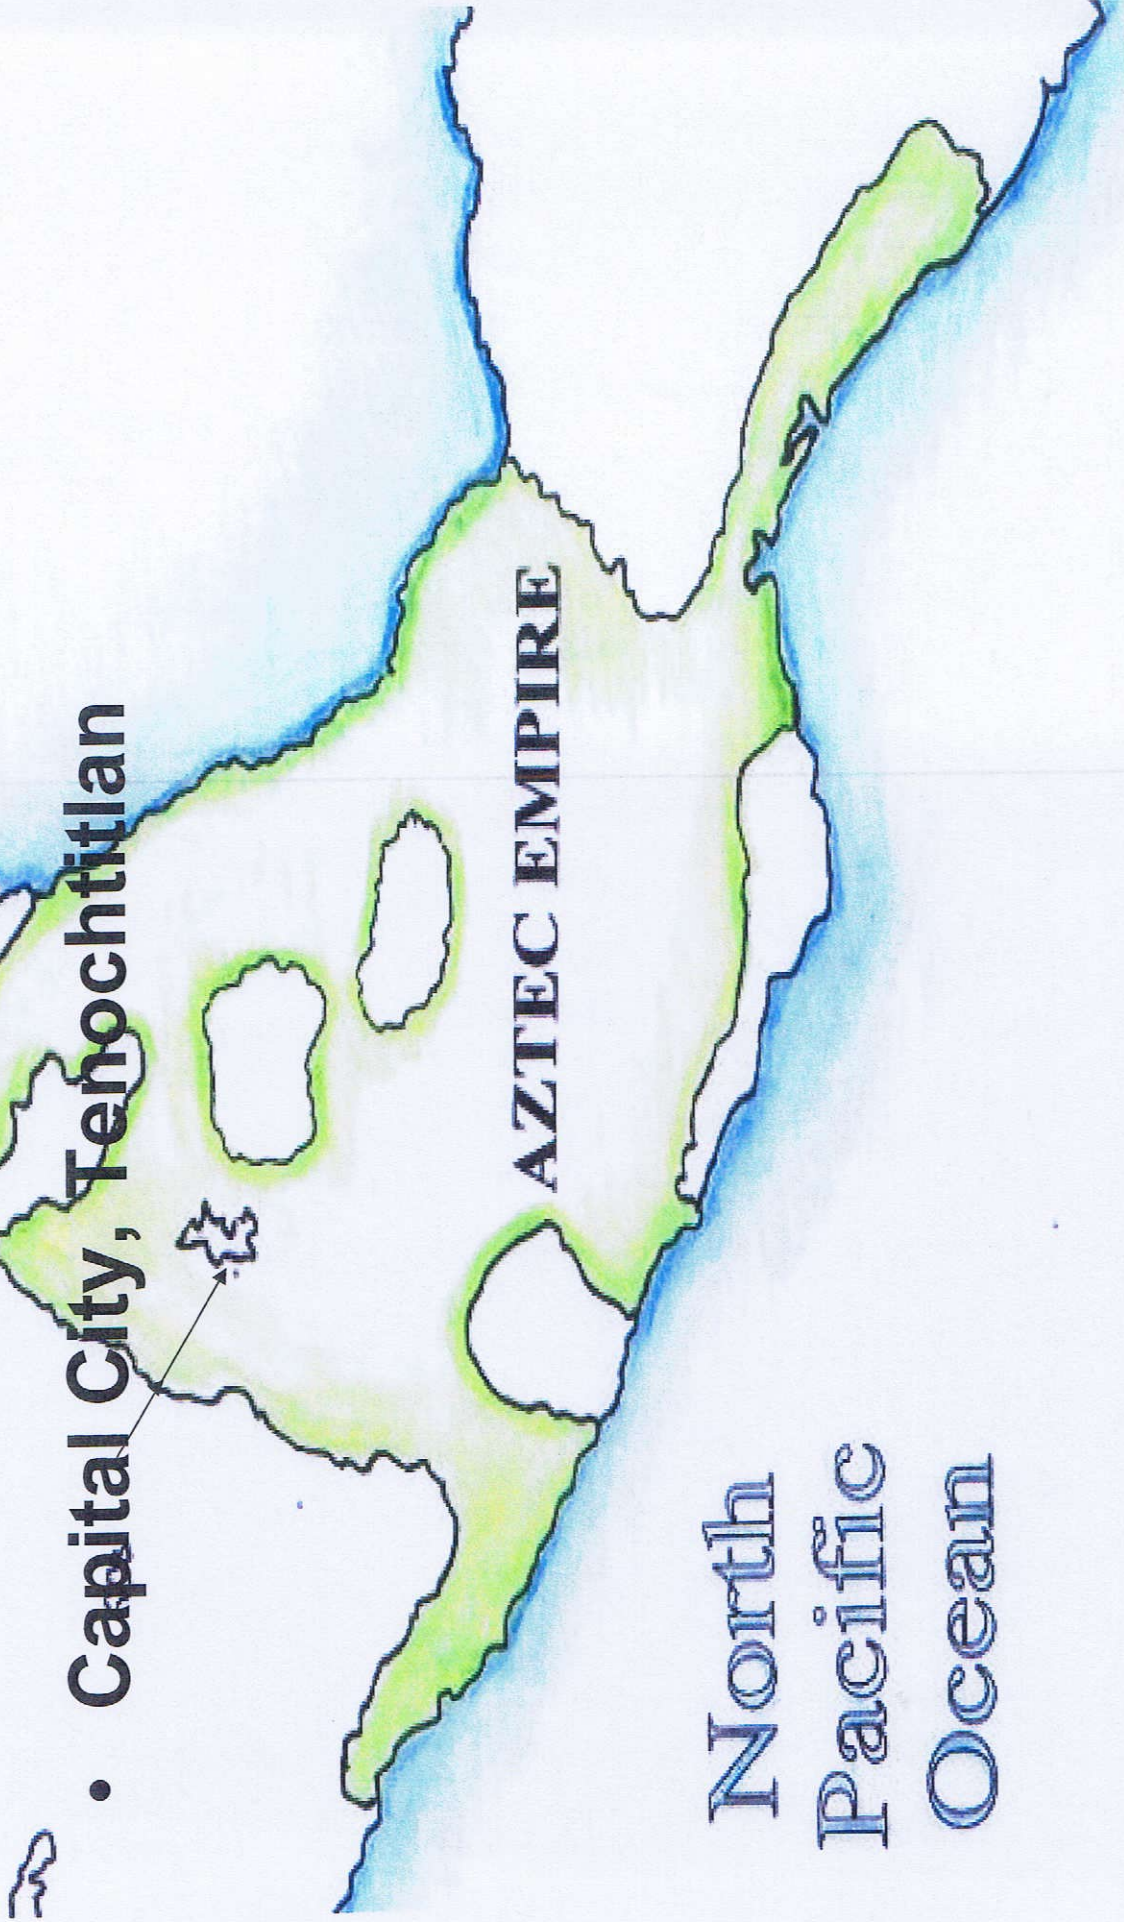 • Capital City, Tenochtitlan
AZTEC EMPIRE
North
Pacific
Ocean